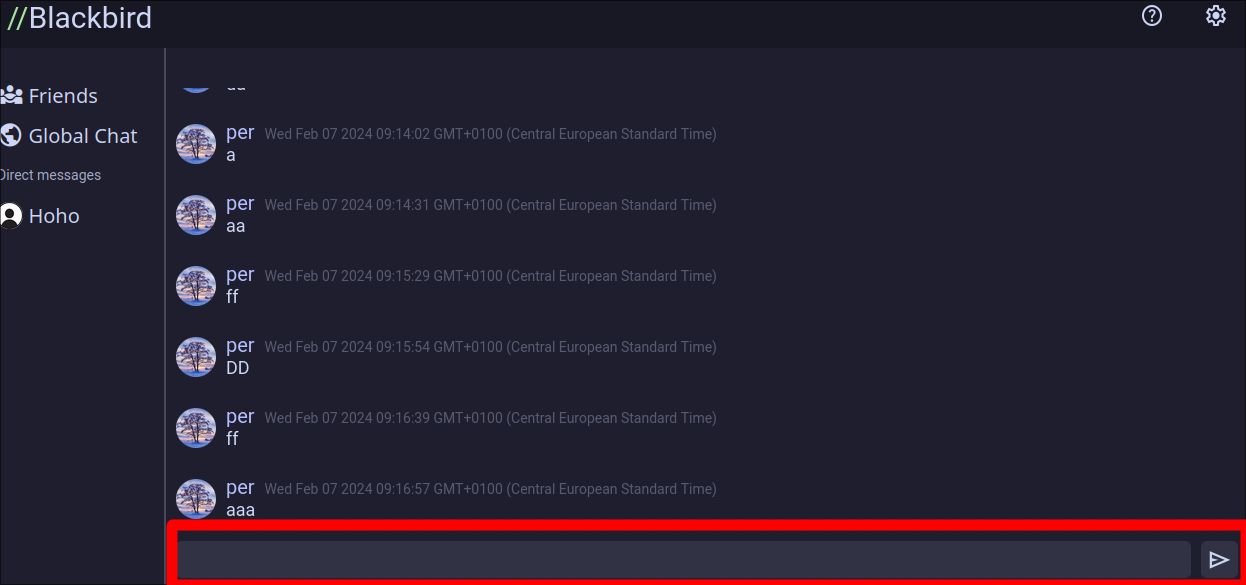 //Blackbird
Friends
Global Chat
Direct messages
Hoho
per Wed Feb 07 2024 09:14:02 GMT+0100 (Central European Standard Time)
a
per Wed Feb 07 2024 09:14:31 GMT+0100 (Central European Standard Time)
aa
per Wed Feb 07 2024 09:15:29 GMT+0100 (Central European Standard Time)
ff
per Wed Feb 07 2024 09:15:54 GMT+0100 (Central European Standard Time)
DD
per Wed Feb 07 2024 09:16:39 GMT+0100 (Central European Standard Time)
ff
per Wed Feb 07 2024 09:16:57 GMT+0100 (Central European Standard Time)
aaa